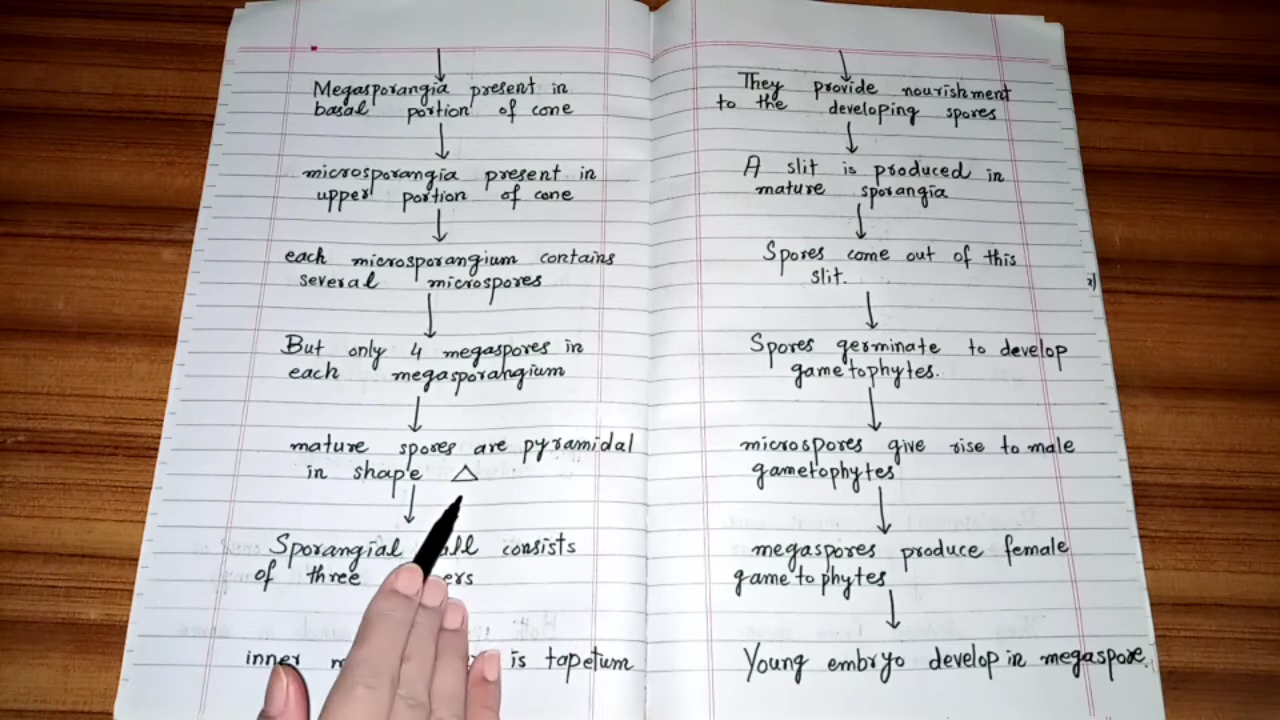 Megasporangia present in
basal portion of cone
microsporangia present in
upper portion of cone
each microsporangium contains
several microspores
But only 4 megaspores in
each megasporangium
mature spores are pyramidal
in shape
Sporangial consists
of three
inner is tapetum
They provide nourishment
to the developing spores
A slit is produced in
mature sporangia
Spores come out of this
slit.
Spores germinate to develop
gametophytes.
microspores give rise to male
gametophytes
megaspores produce female
gametophytes
Young embryo develop in megaspore.